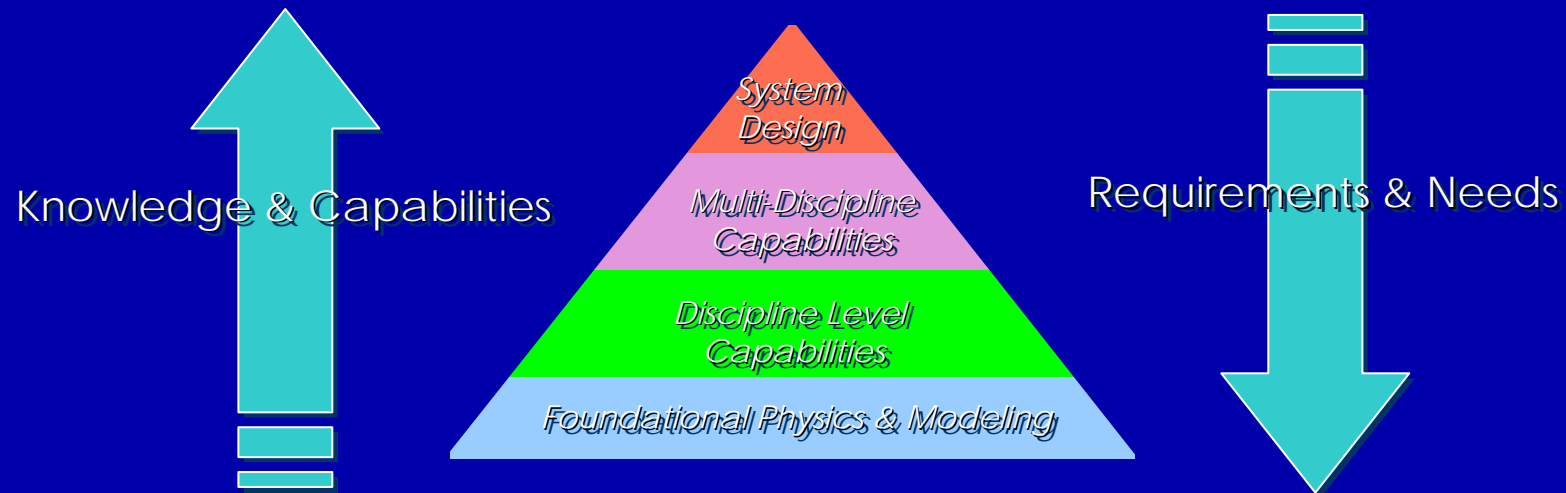 System
Design
Knowledge & Capabilities
Multi-Discipline
Capabilities
Requirements & Needs
Discipline Level
Capabilities
Foundational Physics & Modeling